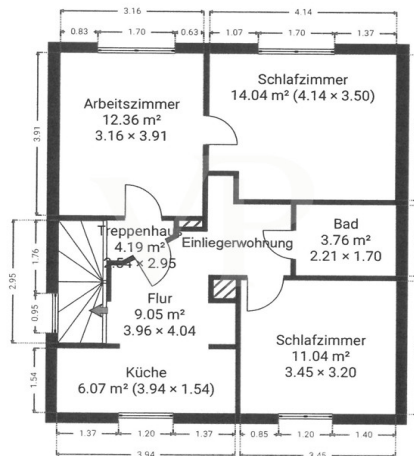 3.16
4.14
0.83
1.70
0.63
1.07
1.70
1.37
Arbeitszimmer
12.36 m²
3.16 × 3.91
Schlafzimmer
14.04 m² (4.14 × 3.50)
3.91
Treppenhaus
4.19 m²
2.95
Einliegerwohnung
Bad
3.76 m²
2.21 × 1.70
2.95
1.76
0.95
Flur
9.05 m²
3.96 × 4.04
Schlafzimmer
11.04 m²
3.45 × 3.20
Küche
6.07 m² (3.94 × 1.54)
1.54
1.37
1.20
1.37
0.85
1.20
1.40
3.94
3.45